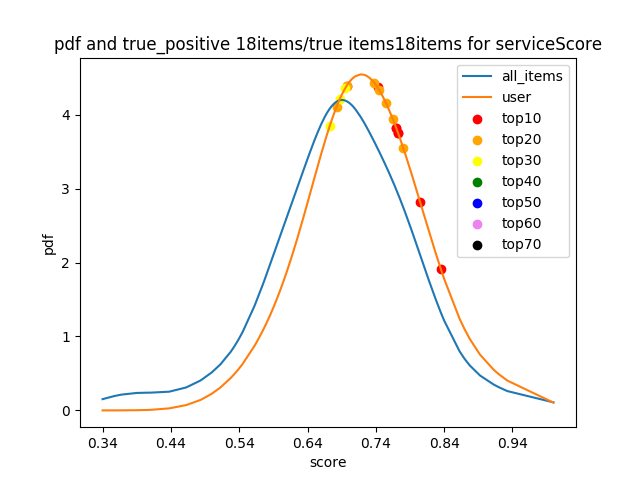 pdf and true_positive 18items/true items18items for serviceScore
all_items
user
top10
top20
top30
top40
top50
top60
top70
pdf
4
3
2
1
0
0.34 0.44 0.54 0.64 0.74 0.84 0.94
score